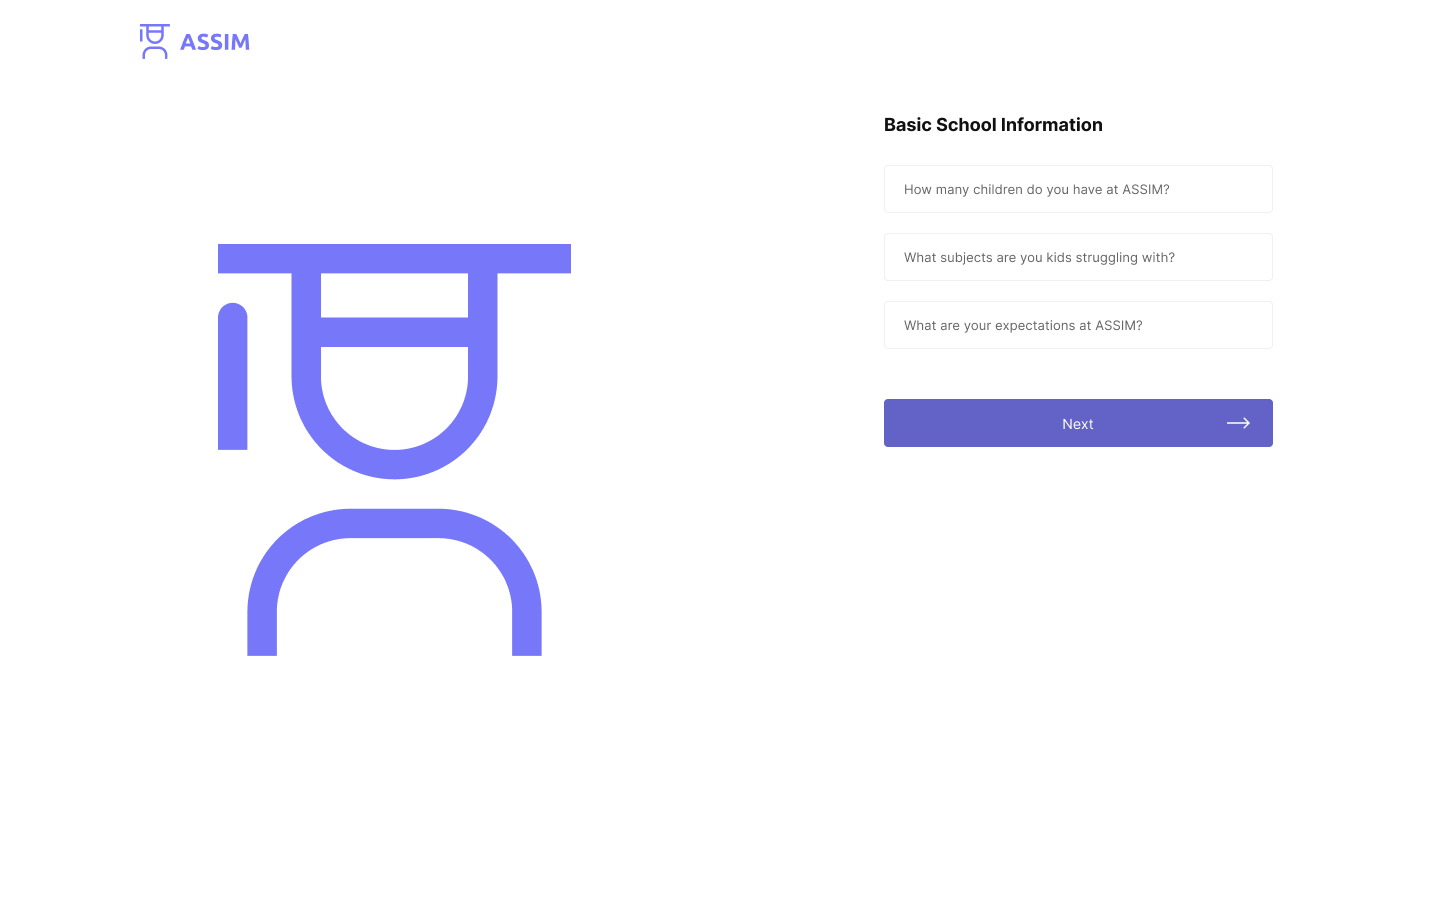 ASSIM
Basic School Information
How many children do you have at ASSIM?
What subjects are you kids struggling with?
What are your expectations at ASSIM?
Next